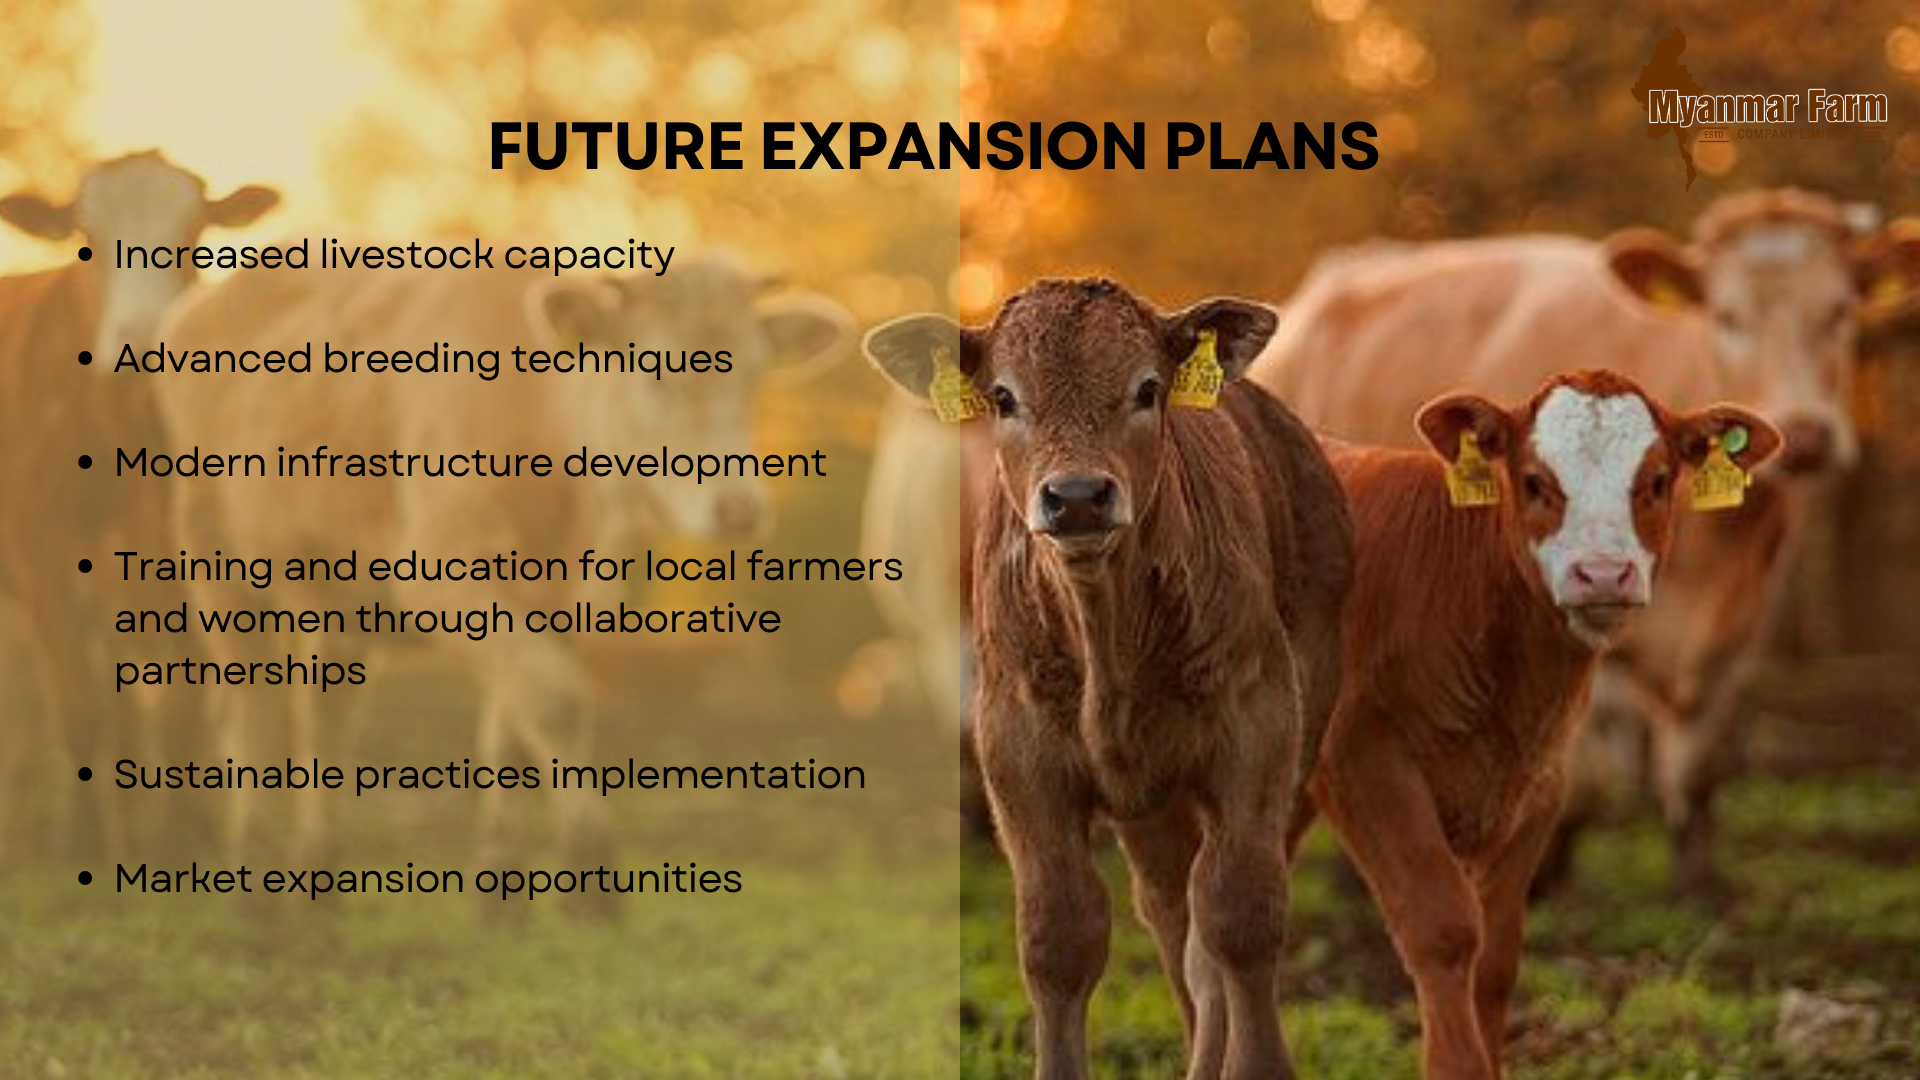 FUTURE EXPANSION PLANS
Myanmar Farm
ESTD
COMPANY LIMITED
• Increased livestock capacity
• Advanced breeding techniques
• Modern infrastructure development
• Training and education for local farmers
and women through collaborative
partnerships
• Sustainable practices implementation
• Market expansion opportunities